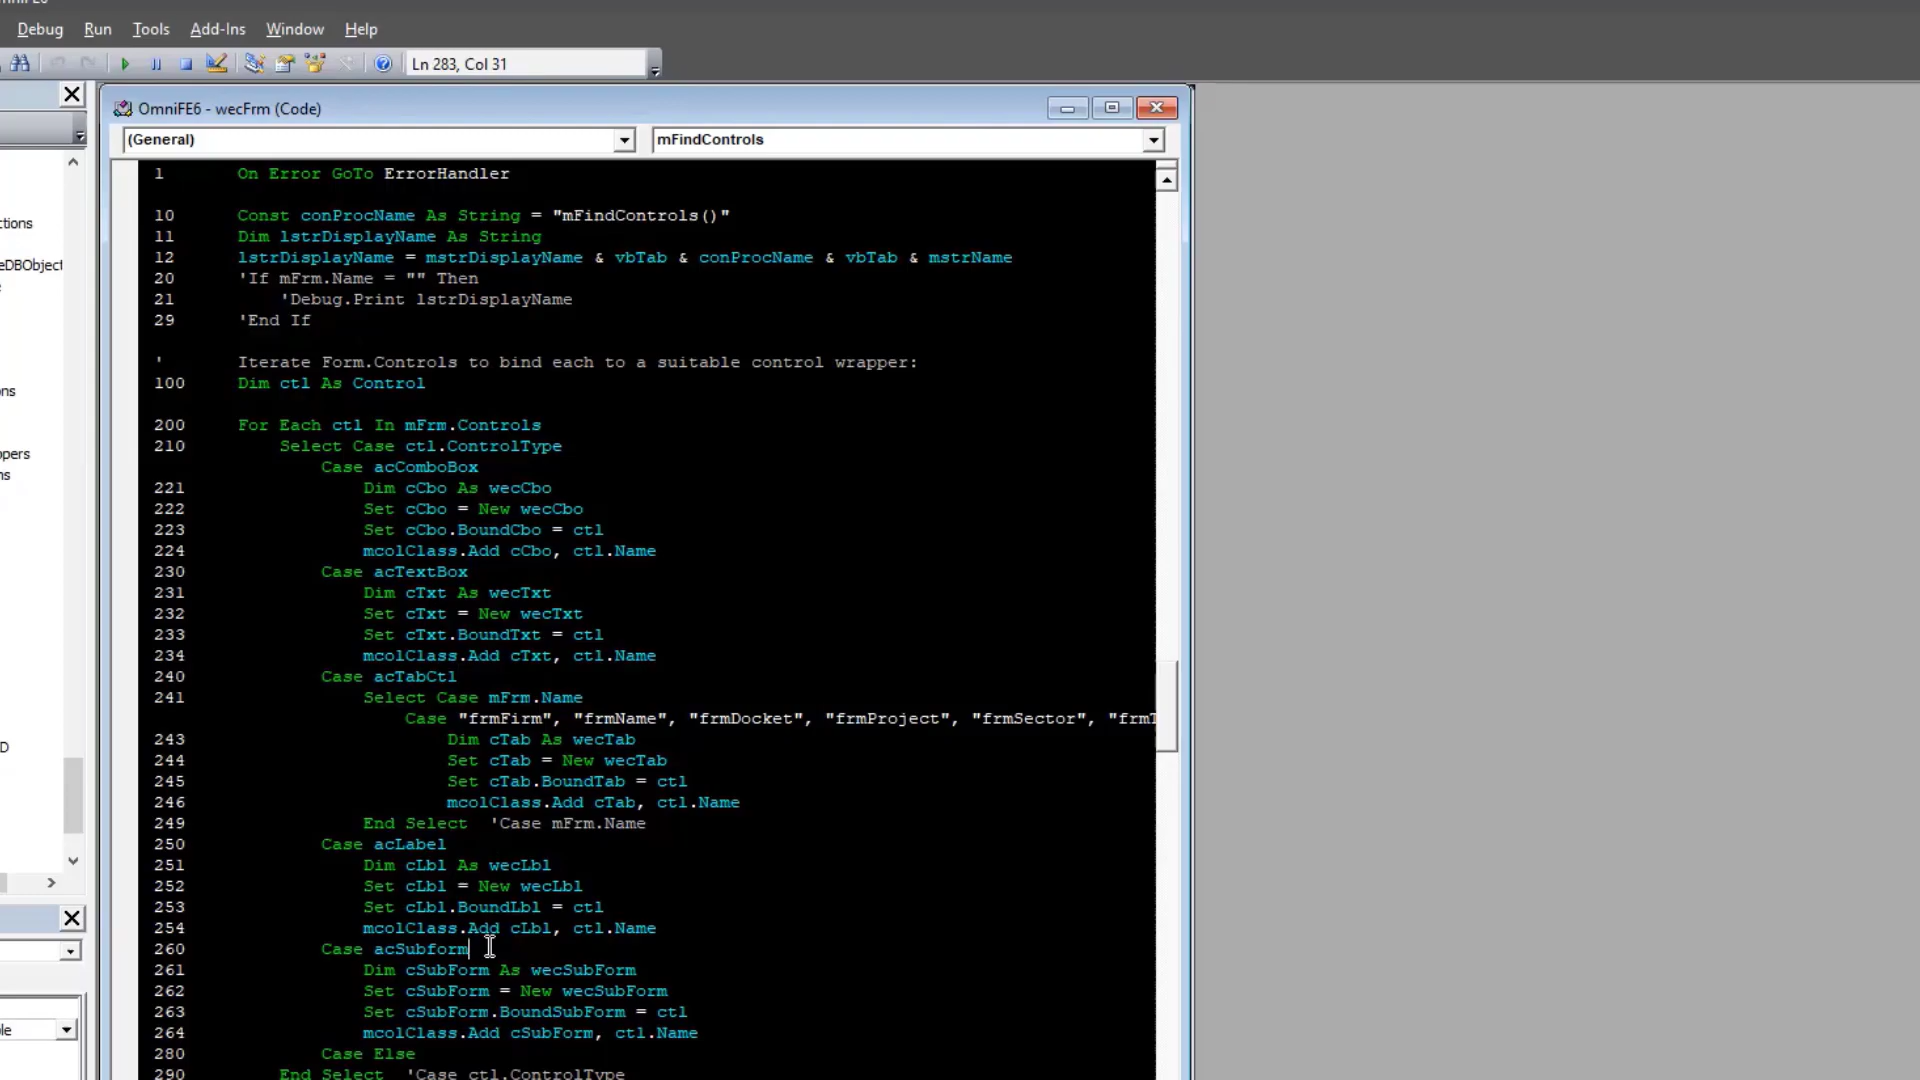 Debug Run Tools Add-Ins Window Help
Ln 283, Col 31
OmniFE6 - wecFrm (Code)
(General) mFindControls
1 On Error GoTo ErrorHandler
10 Const conProcName As String = "mFindControls()"
11 Dim lstrDisplayName As String
12 lstrDisplayName = mstrDisplayName & vbTab & conProcName & vbTab & mstrName
20 'If mFrm.Name = "" Then
21 'Debug.Print lstrDisplayName
29 'End If
' Iterate Form.Controls to bind each to a suitable control wrapper:
100 Dim ctl As Control
200 For Each ctl In mFrm.Controls
210 Select Case ctl.ControlType
Case acComboBox
221 Dim cCbo As wecCbo
222 Set cCbo = New wecCbo
223 Set cCbo.BoundCbo = ctl
224 mcolClass.Add cCbo, ctl.Name
230 Case acTextBox
231 Dim cTxt As wecTxt
232 Set cTxt = New wecTxt
233 Set cTxt.BoundTxt = ctl
234 mcolClass.Add cTxt, ctl.Name
240 Case acTabCtl
241 Select Case mFrm.Name
Case "frmFirm", "frmName", "frmDocket", "frmProject", "frmSector", "frmT
243 Dim cTab As wecTab
244 Set cTab = New wecTab
245 Set cTab.BoundTab = ctl
246 mcolClass.Add cTab, ctl.Name
249 End Select 'Case mFrm.Name
250 Case acLabel
251 Dim cLbl As wecLbl
252 Set cLbl = New wecLbl
253 Set cLbl.BoundLbl = ctl
254 mcolClass.Add cLbl, ctl.Name
260 Case acSubform
261 Dim cSubForm As wecSubForm
262 Set cSubForm = New wecSubForm
263 Set cSubForm.BoundSubForm = ctl
264 mcolClass.Add cSubForm, ctl.Name
280 Case Else
290 End Select 'Case ctl.ControlType
ctions
eDBObject
ons
ppers
ns
D
le